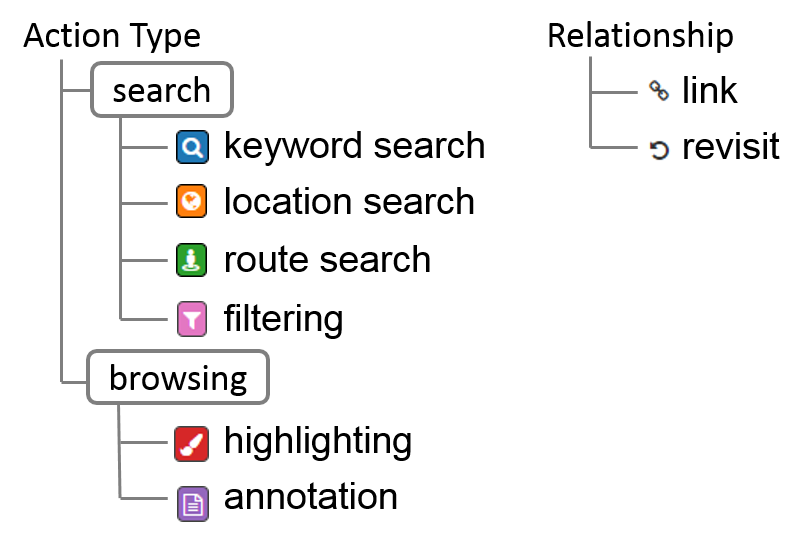 Action Type
search
keyword search
location search
route search
filtering
browsing
highlighting
annotation
Relationship
link
revisit